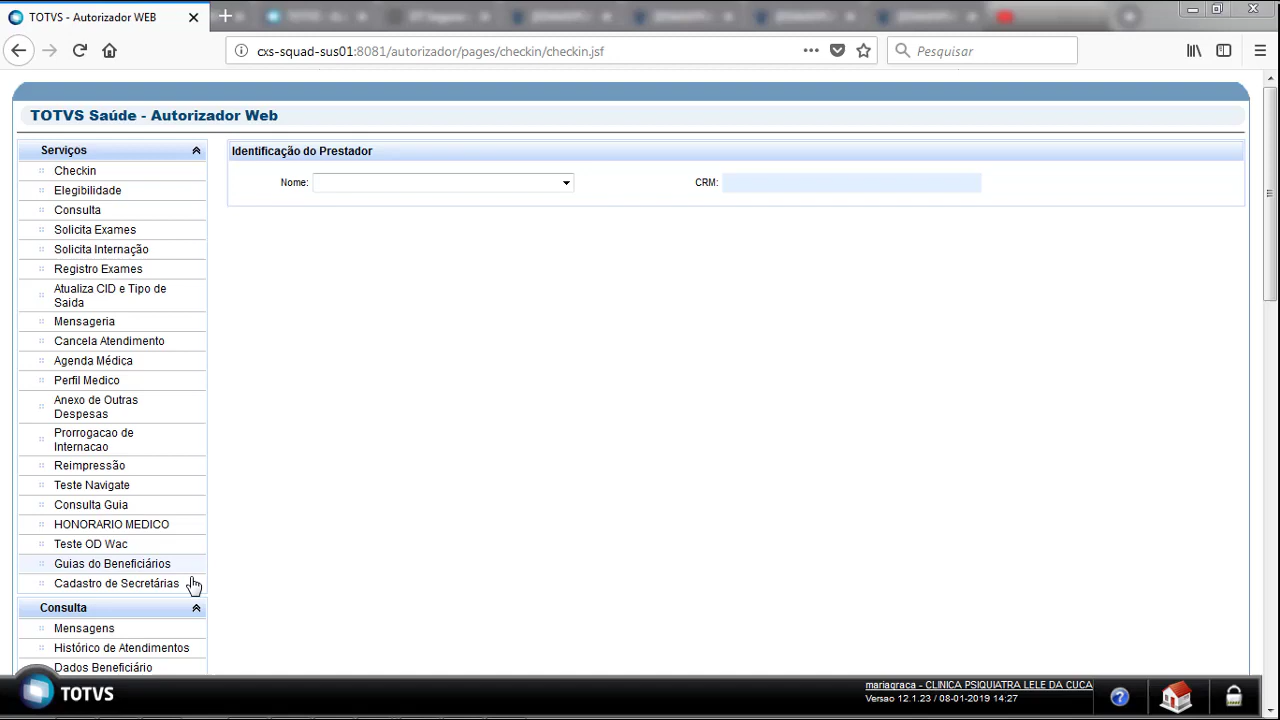 TOTVS - Autorizador WEB
cxs-squad-sus01:8081/autorizador/pages/checkin/checkin.jsf
Pesquisar
TOTVS Saúde - Autorizador Web
Serviços
Checkin
Elegibilidade
Consulta
Solicita Exames
Solicita Internação
Registro Exames
Atualiza CID e Tipo de
Saida
Mensageria
Cancela Atendimento
Agenda Médica
Perfil Medico
Anexo de Outras
Despesas
Prorrogacao de
Internacao
Reimpressão
Teste Navigate
Consulta Guia
HONORARIO MEDICO
Teste OD Wac
Guias do Beneficiários
Cadastro de Secretárias
Consulta
Mensagens
Histórico de Atendimentos
Dados Beneficiário
Identificação do Prestador
Nome:
CRM:
TOTVS
mariagraca - CLINICA PSIQUIATRA LELE DA CUCA
Versao 12.1.23 / 08-01-2019 14:27